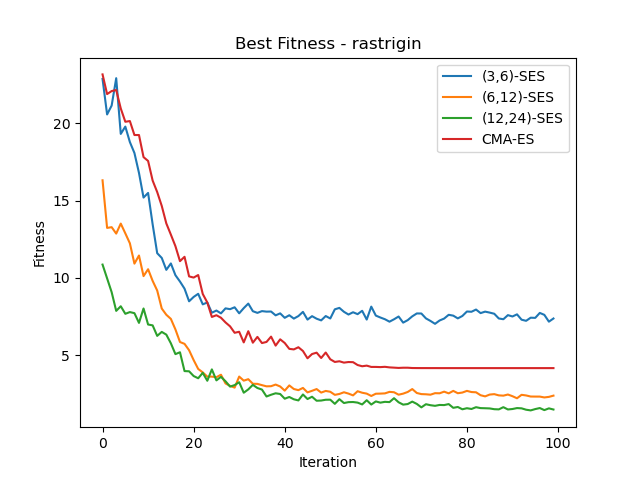 Best Fitness - rastrigin
(3,6)-SES
(6,12)-SES
(12,24)-SES
CMA-ES
Fitness
20
15
10
5
0 20 40 60 80 100
Iteration